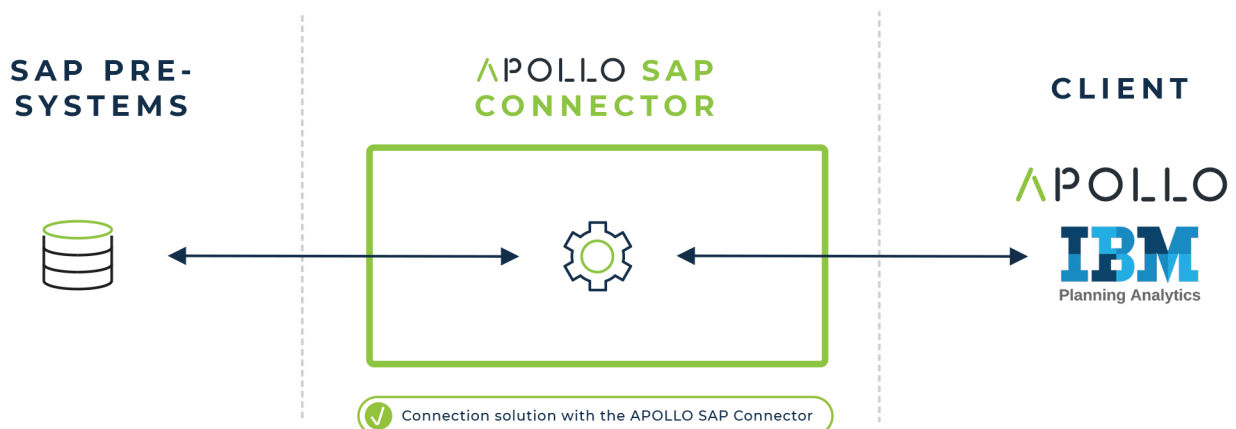 SAP PRE-
SYSTEMS
APOLLO SAP
CONNECTOR
CLIENT
APOLLO
IBM
Planning Analytics
Connection solution with the APOLLO SAP Connector